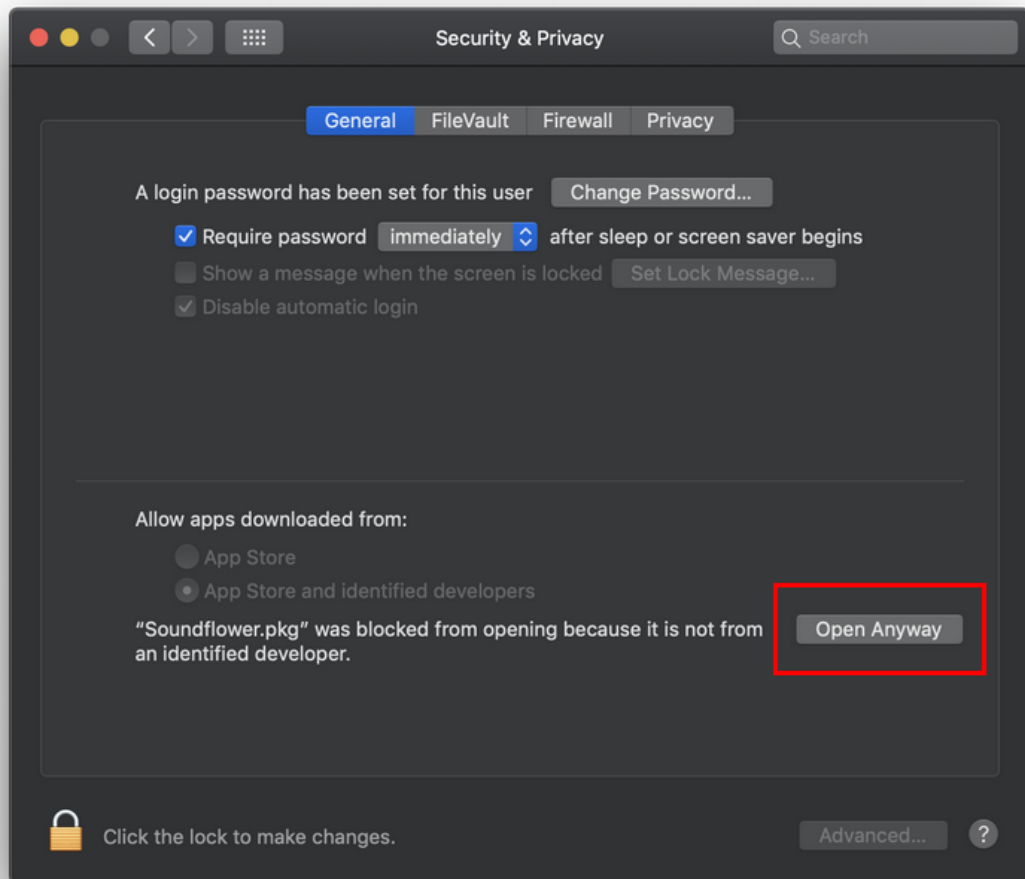 Security & Privacy
Search
General FileVault Firewall Privacy
A login password has been set for this user Change Password...
Require password immediately after sleep or screen saver begins
Show a message when the screen is locked Set Lock Message...
Disable automatic login
Allow apps downloaded from:
App Store
App Store and identified developers
“Soundflower.pkg” was blocked from opening because it is not from Open Anyway
an identified developer.
Click the lock to make changes. Advanced... ?